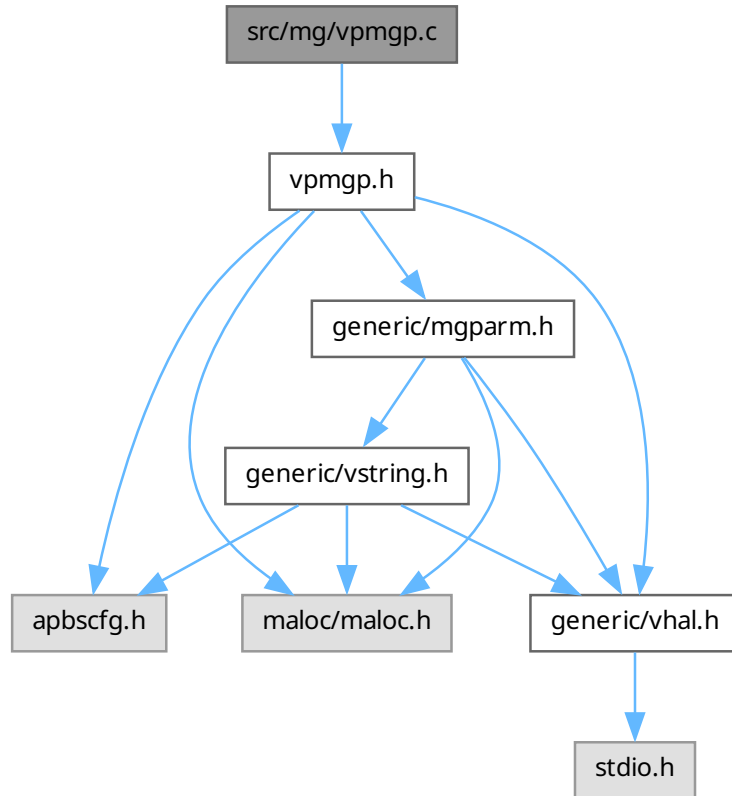 src/mg/vpmgp.c
vpmgp.h
generic/mgparm.h
generic/vstring.h
apbscfg.h
maloc/maloc.h
generic/vhal.h
stdio.h